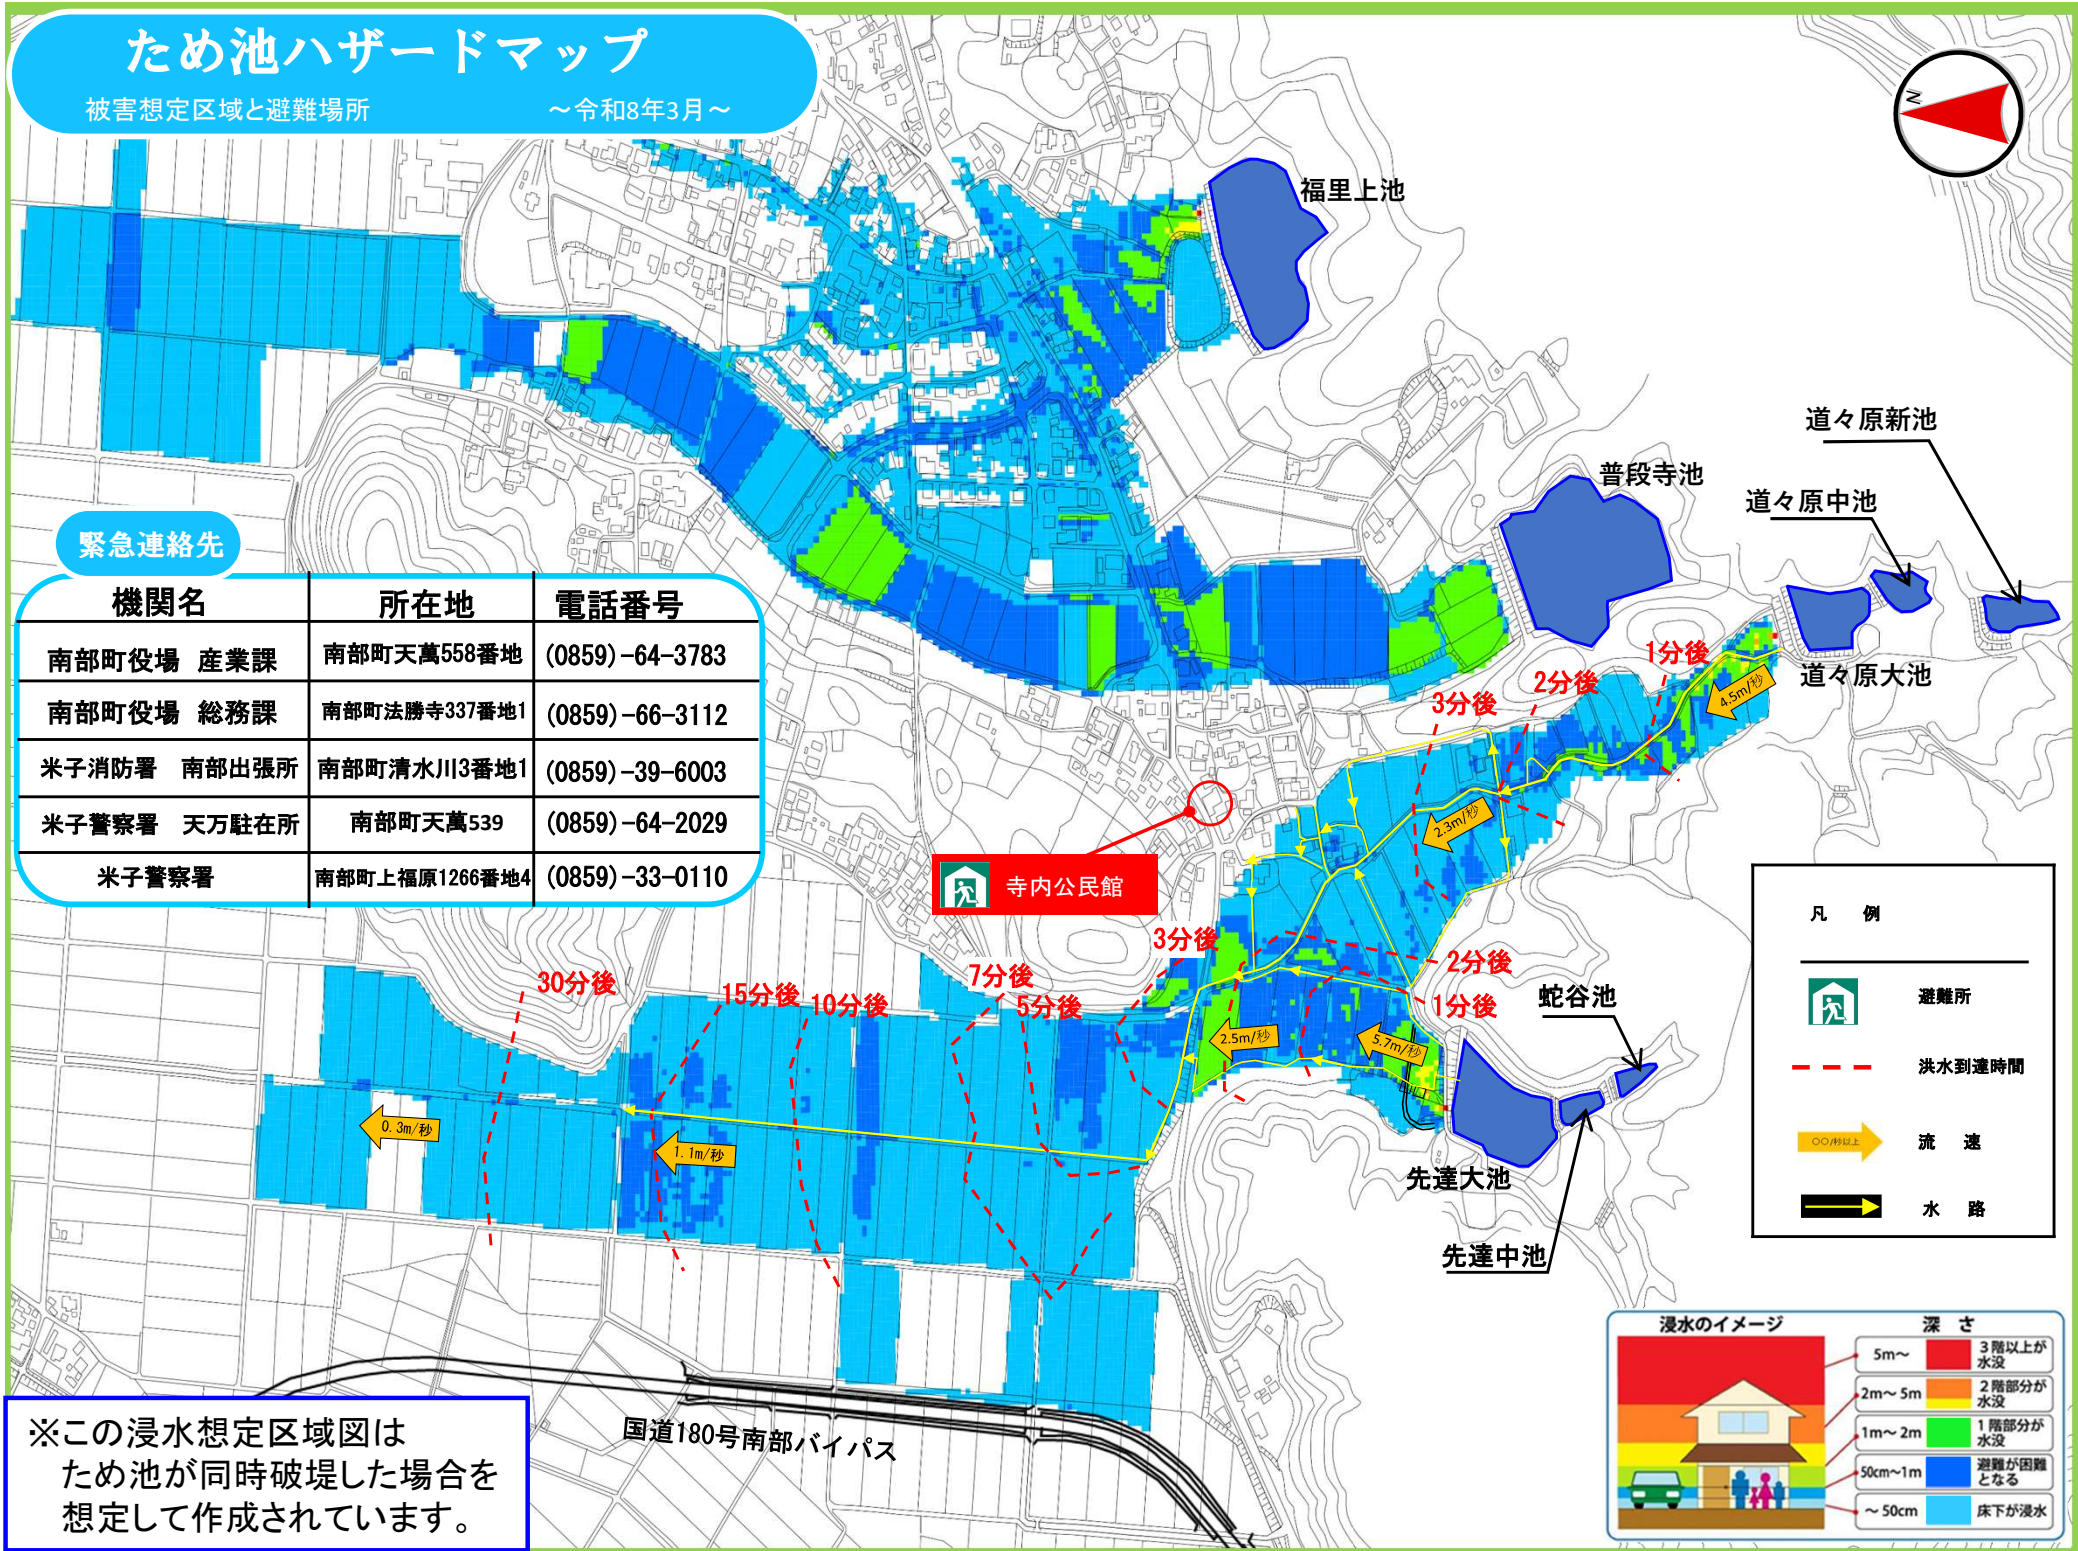 ため池ハザードマップ
被害想定区域と避難場所 ～令和8年3月～
N
福里上池
道々原新池
普段寺池
道々原中池
道々原大池
緊急連絡先
機関名 所在地 電話番号
南部町役場 産業課 南部町天萬558番地 (0859)-64-3783
南部町役場 総務課 南部町法勝寺337番地1 (0859)-66-3112
米子消防署 南部出張所 南部町清水川3番地1 (0859)-39-6003
米子警察署 天万駐在所 南部町天萬539 (0859)-64-2029
米子警察署 南部町上福原1266番地4 (0859)-33-0110
1分後
2分後
3分後
4.5m/秒
2.3m/秒
寺内公民館
3分後
2分後
1分後
7分後
5分後
30分後
15分後
10分後
2.5m/秒
5.7m/秒
0.3m/秒
1.1m/秒
蛇谷池
先達大池
先達中池
凡 例
避難所
洪水到達時間
〇〇/秒以上
流 速
水 路
国道180号南部バイパス
※この浸水想定区域図は
ため池が同時破堤した場合を
想定して作成されています。
浸水のイメージ 深 さ
5m～ 3階以上が
水没
2m～5m 2階部分が
水没
1m～2m 1階部分が
水没
50cm～1m 避難が困難
となる
～50cm 床下が浸水